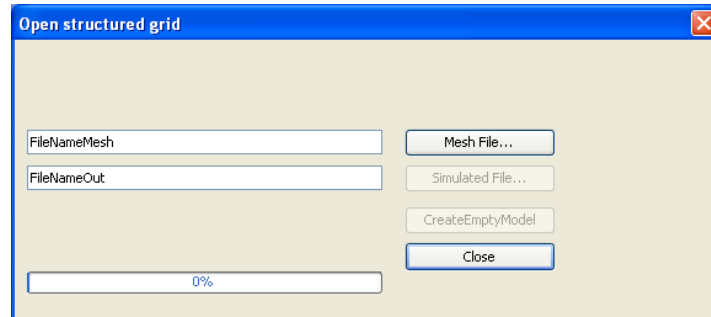 Open structured grid
FileNameMesh
Mesh File...
FileNameOut
Simulated File...
CreateEmptyModel
Close
0%